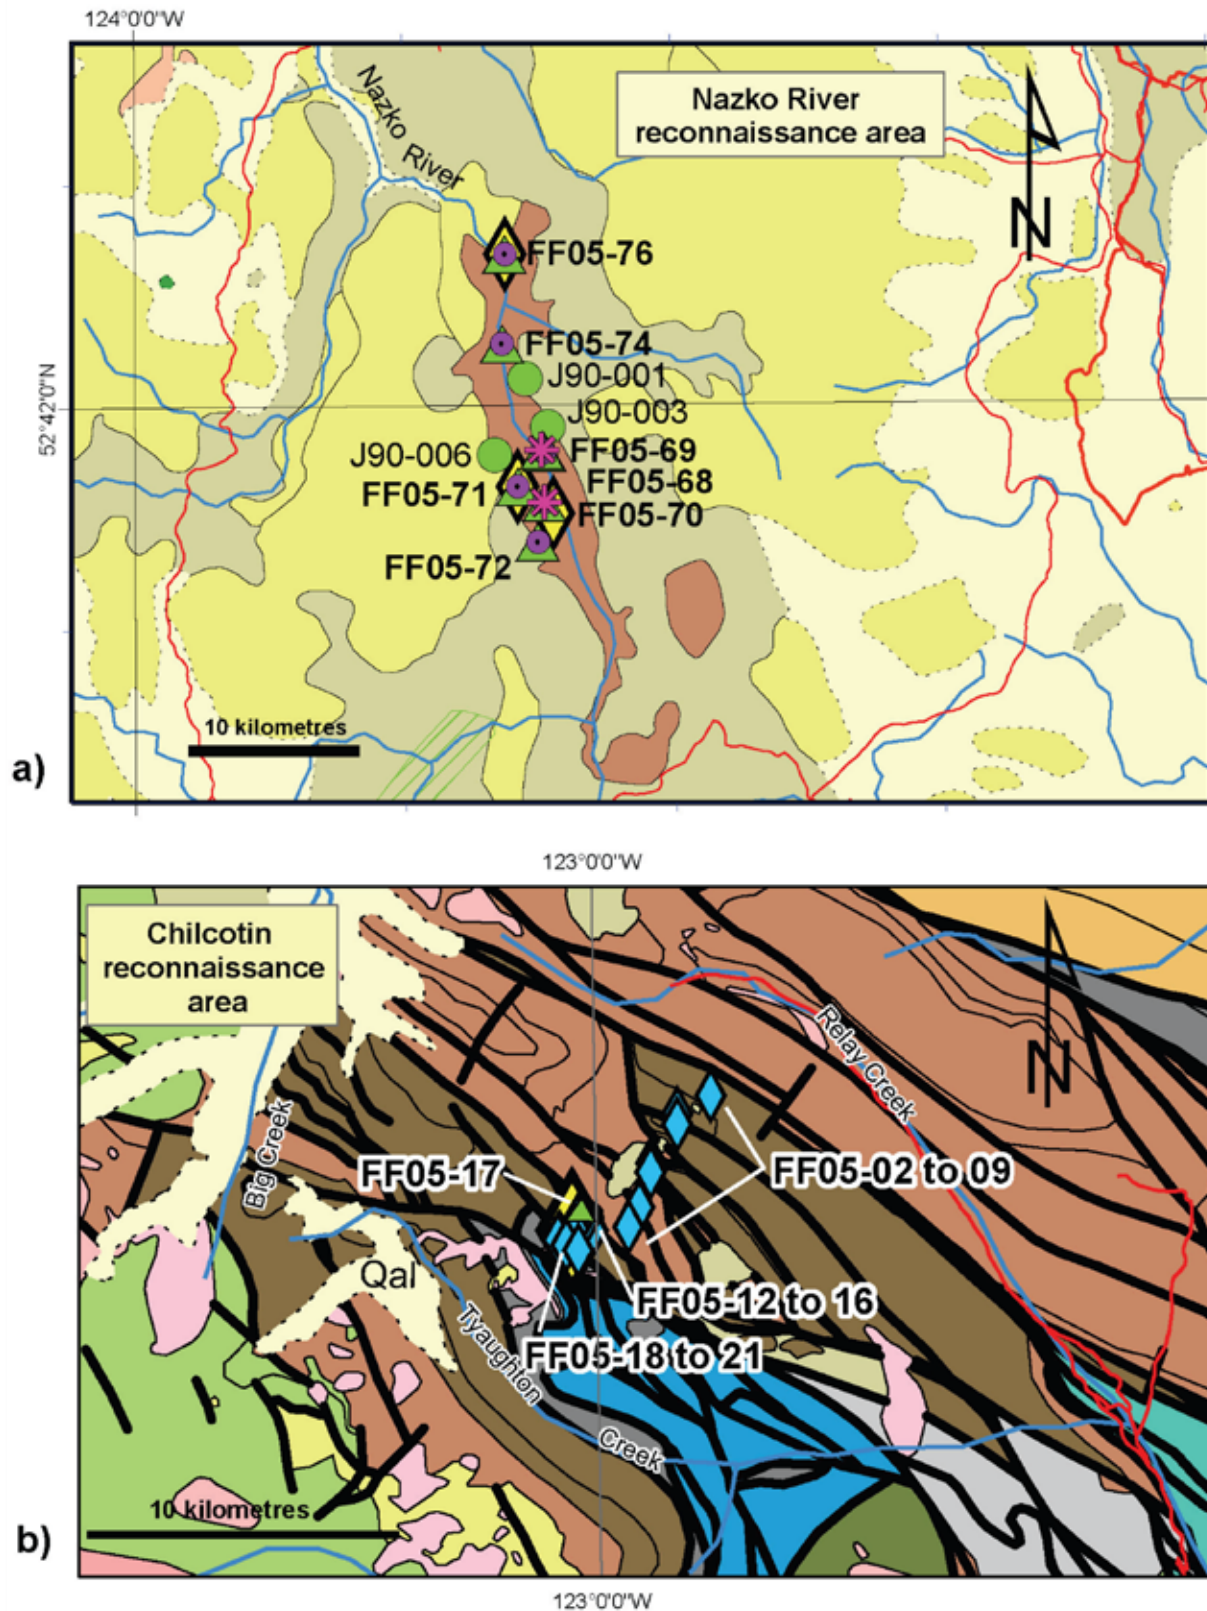 124°0'0"W
Nazko River
reconnaissance area
Nazko
River
N
FF05-76
FF05-74
J90-001
52°42'0"N
J90-003
J90-006
FF05-69
FF05-68
FF05-71
FF05-70
FF05-72
10 kilometres
a)
123°0'0"W
Chilcotin
reconnaissance
area
Relay Creek
N
Big Creek
FF05-17
FF05-02 to 09
Qal
FF05-12 to 16
FF05-18 to 21
Tyaughton
Creek
10 kilometres
b)
123°0'0"W